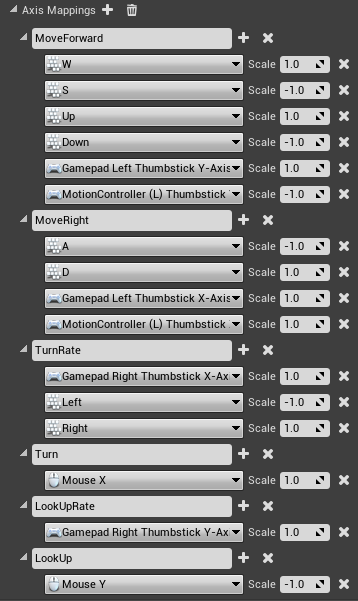 Axis Mappings
MoveForward
W Scale 1.0
S Scale -1.0
Up Scale 1.0
Down Scale -1.0
Gamepad Left Thumbstick Y-Axis Scale 1.0
MotionController (L) Thumbstick Scale -1.0
MoveRight
A Scale -1.0
D Scale 1.0
Gamepad Left Thumbstick X-Axis Scale 1.0
MotionController (L) Thumbstick Scale 1.0
TurnRate
Gamepad Right Thumbstick X-Ax Scale 1.0
Left Scale -1.0
Right Scale 1.0
Turn
Mouse X Scale 1.0
LookUpRate
Gamepad Right Thumbstick Y-Ax Scale 1.0
LookUp
Mouse Y Scale -1.0